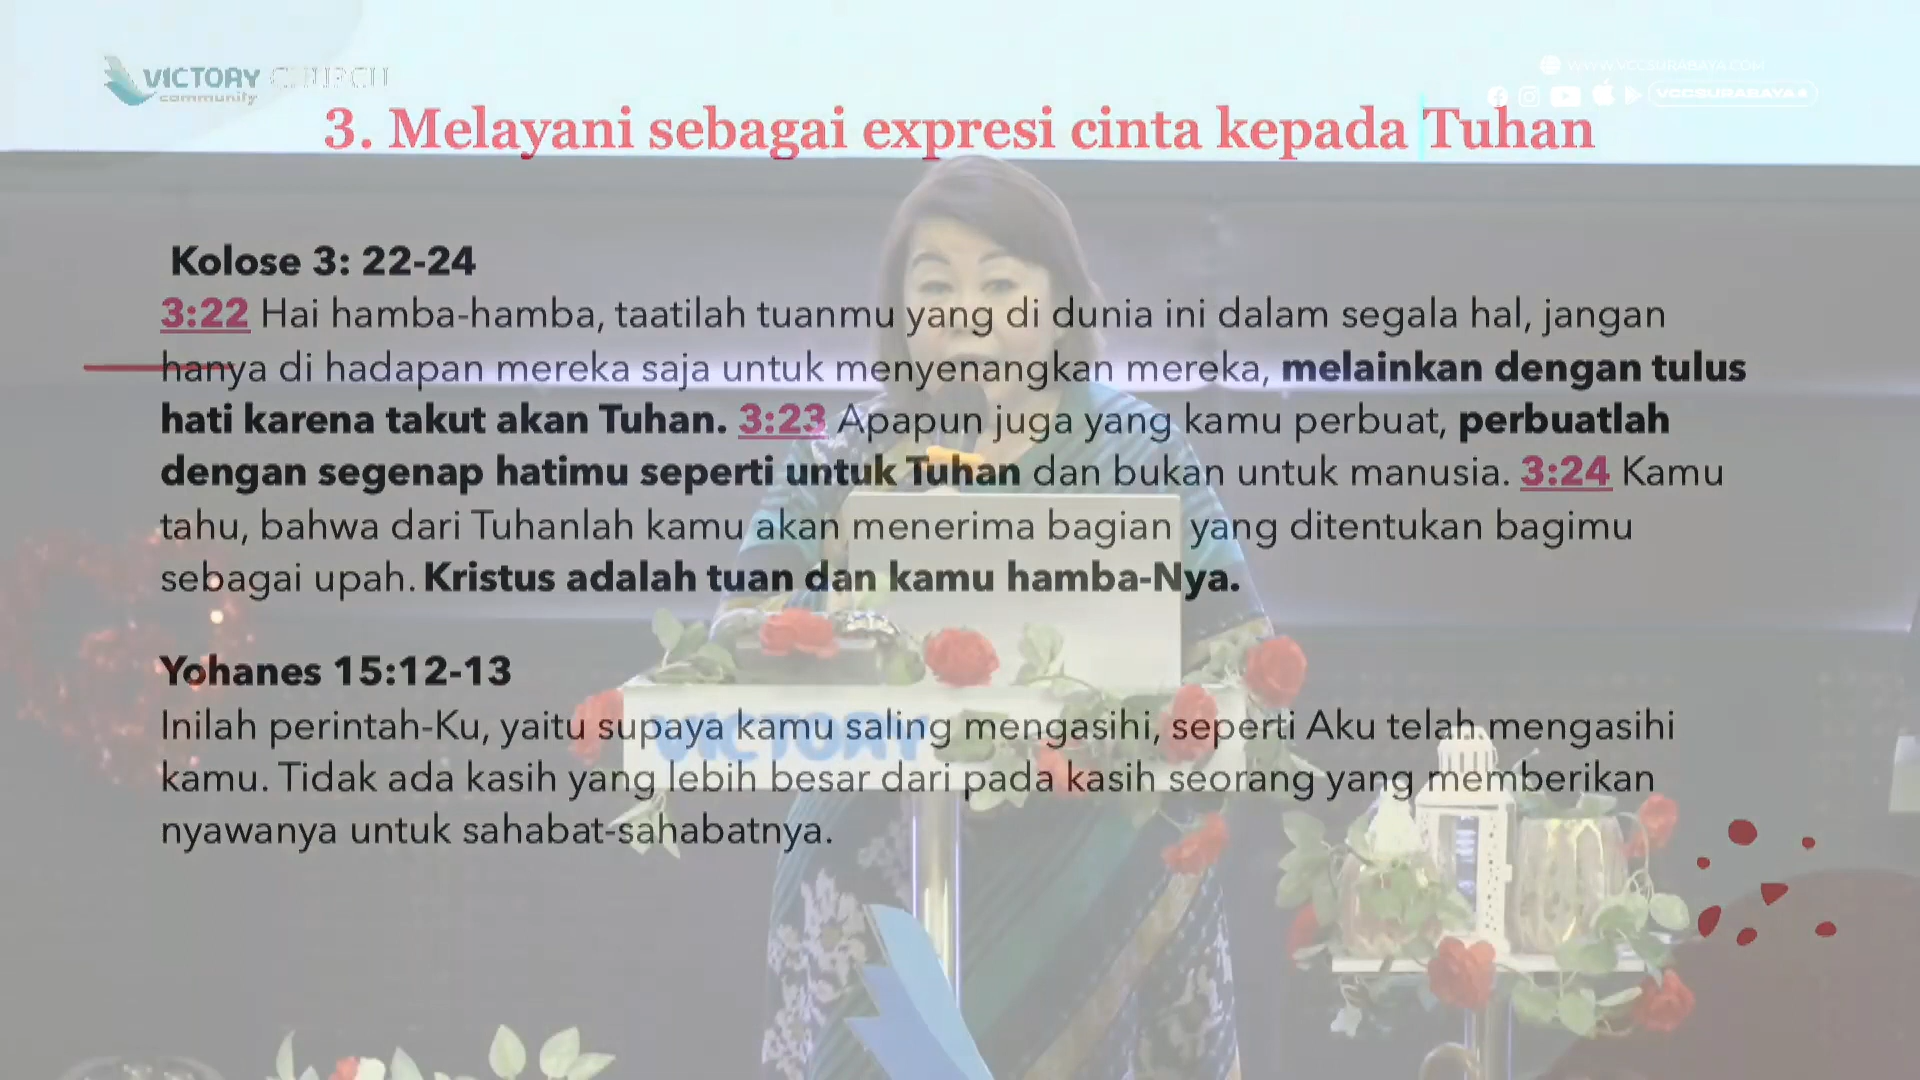 VICTORY CHURCH
community
WWW.VCCSURABAYA.COM
VCCSURABAYAA
3. Melayani sebagai expresi cinta kepada Tuhan
Kolose 3: 22-24
3:22 Hai hamba-hamba, taatilah tuanmu yang di dunia ini dalam segala hal, jangan
hanya di hadapan mereka saja untuk menyenangkan mereka, melainkan dengan tulus
hati karena takut akan Tuhan. 3:23 Apapun juga yang kamu perbuat, perbuatlah
dengan segenap hatimu seperti untuk Tuhan dan bukan untuk manusia. 3:24 Kamu
tahu, bahwa dari Tuhanlah kamu akan menerima bagian yang ditentukan bagimu
sebagai upah. Kristus adalah tuan dan kamu hamba-Nya.
Yohanes 15:12-13
Inilah perintah-Ku, yaitu supaya kamu saling mengasihi, seperti Aku telah mengasihi
kamu. Tidak ada kasih yang lebih besar dari pada kasih seorang yang memberikan
nyawanya untuk sahabat-sahabatnya.
VICTORY